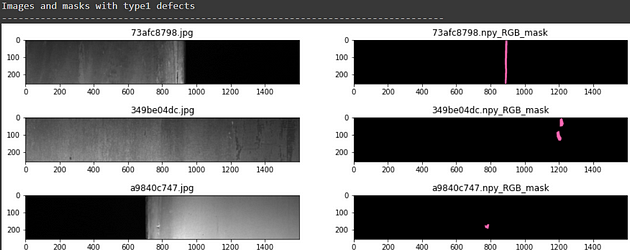 Images and masks with type1 defects
--------------------------------------------------------------------------------
73afc8798.jpg 73afc8798.npy_RGB_mask
0 0
100 100
200 200
0 200 400 600 800 1000 1200 1400 0 200 400 600 800 1000 1200 1400
349be04dc.jpg 349be04dc.npy_RGB_mask
0 0
100 100
200 200
0 200 400 600 800 1000 1200 1400 0 200 400 600 800 1000 1200 1400
a9840c747.jpg a9840c747.npy_RGB_mask
0 0
100 100
200 200
0 200 400 600 800 1000 1200 1400 0 200 400 600 800 1000 1200 1400